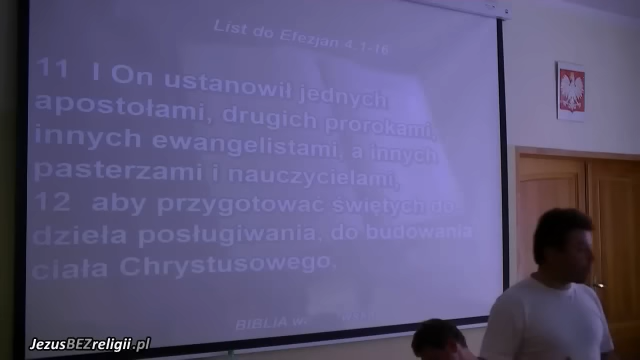 List do Efezjan 4,1-16
11 I On ustanowił jednych
apostołami, drugich prorokami,
innych ewangelistami, a innych
pasterzami i nauczycielami,
12 aby przygotować świętych do
dzieła posługiwania, do budowania
ciała Chrystusowego,
BIBLIA
JezusBEZreligii.pl